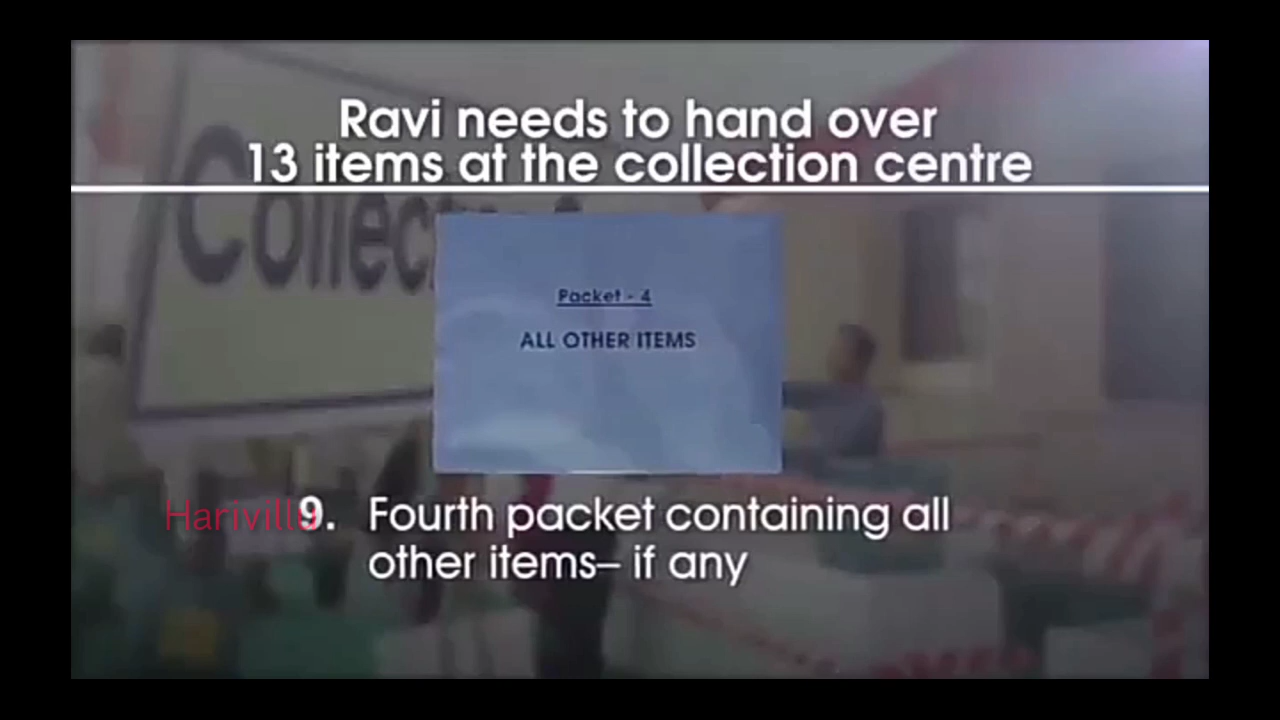 Ravi needs to hand over
13 items at the collection centre
Collec
Packet - 4
ALL OTHER ITEMS
Harivillu
9. Fourth packet containing all
other items– if any